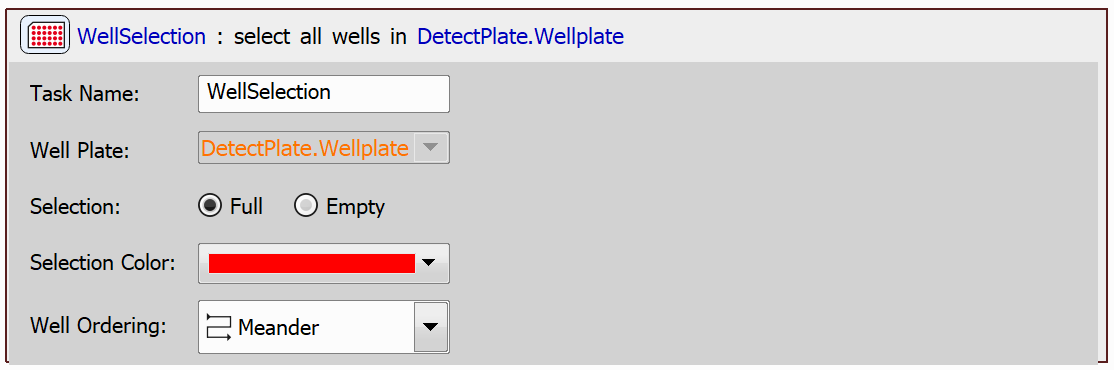 WellSelection : select all wells in DetectPlate.Wellplate
Task Name: WellSelection
Well Plate: DetectPlate.Wellplate
Selection: Full Empty
Selection Color:
Well Ordering: Meander